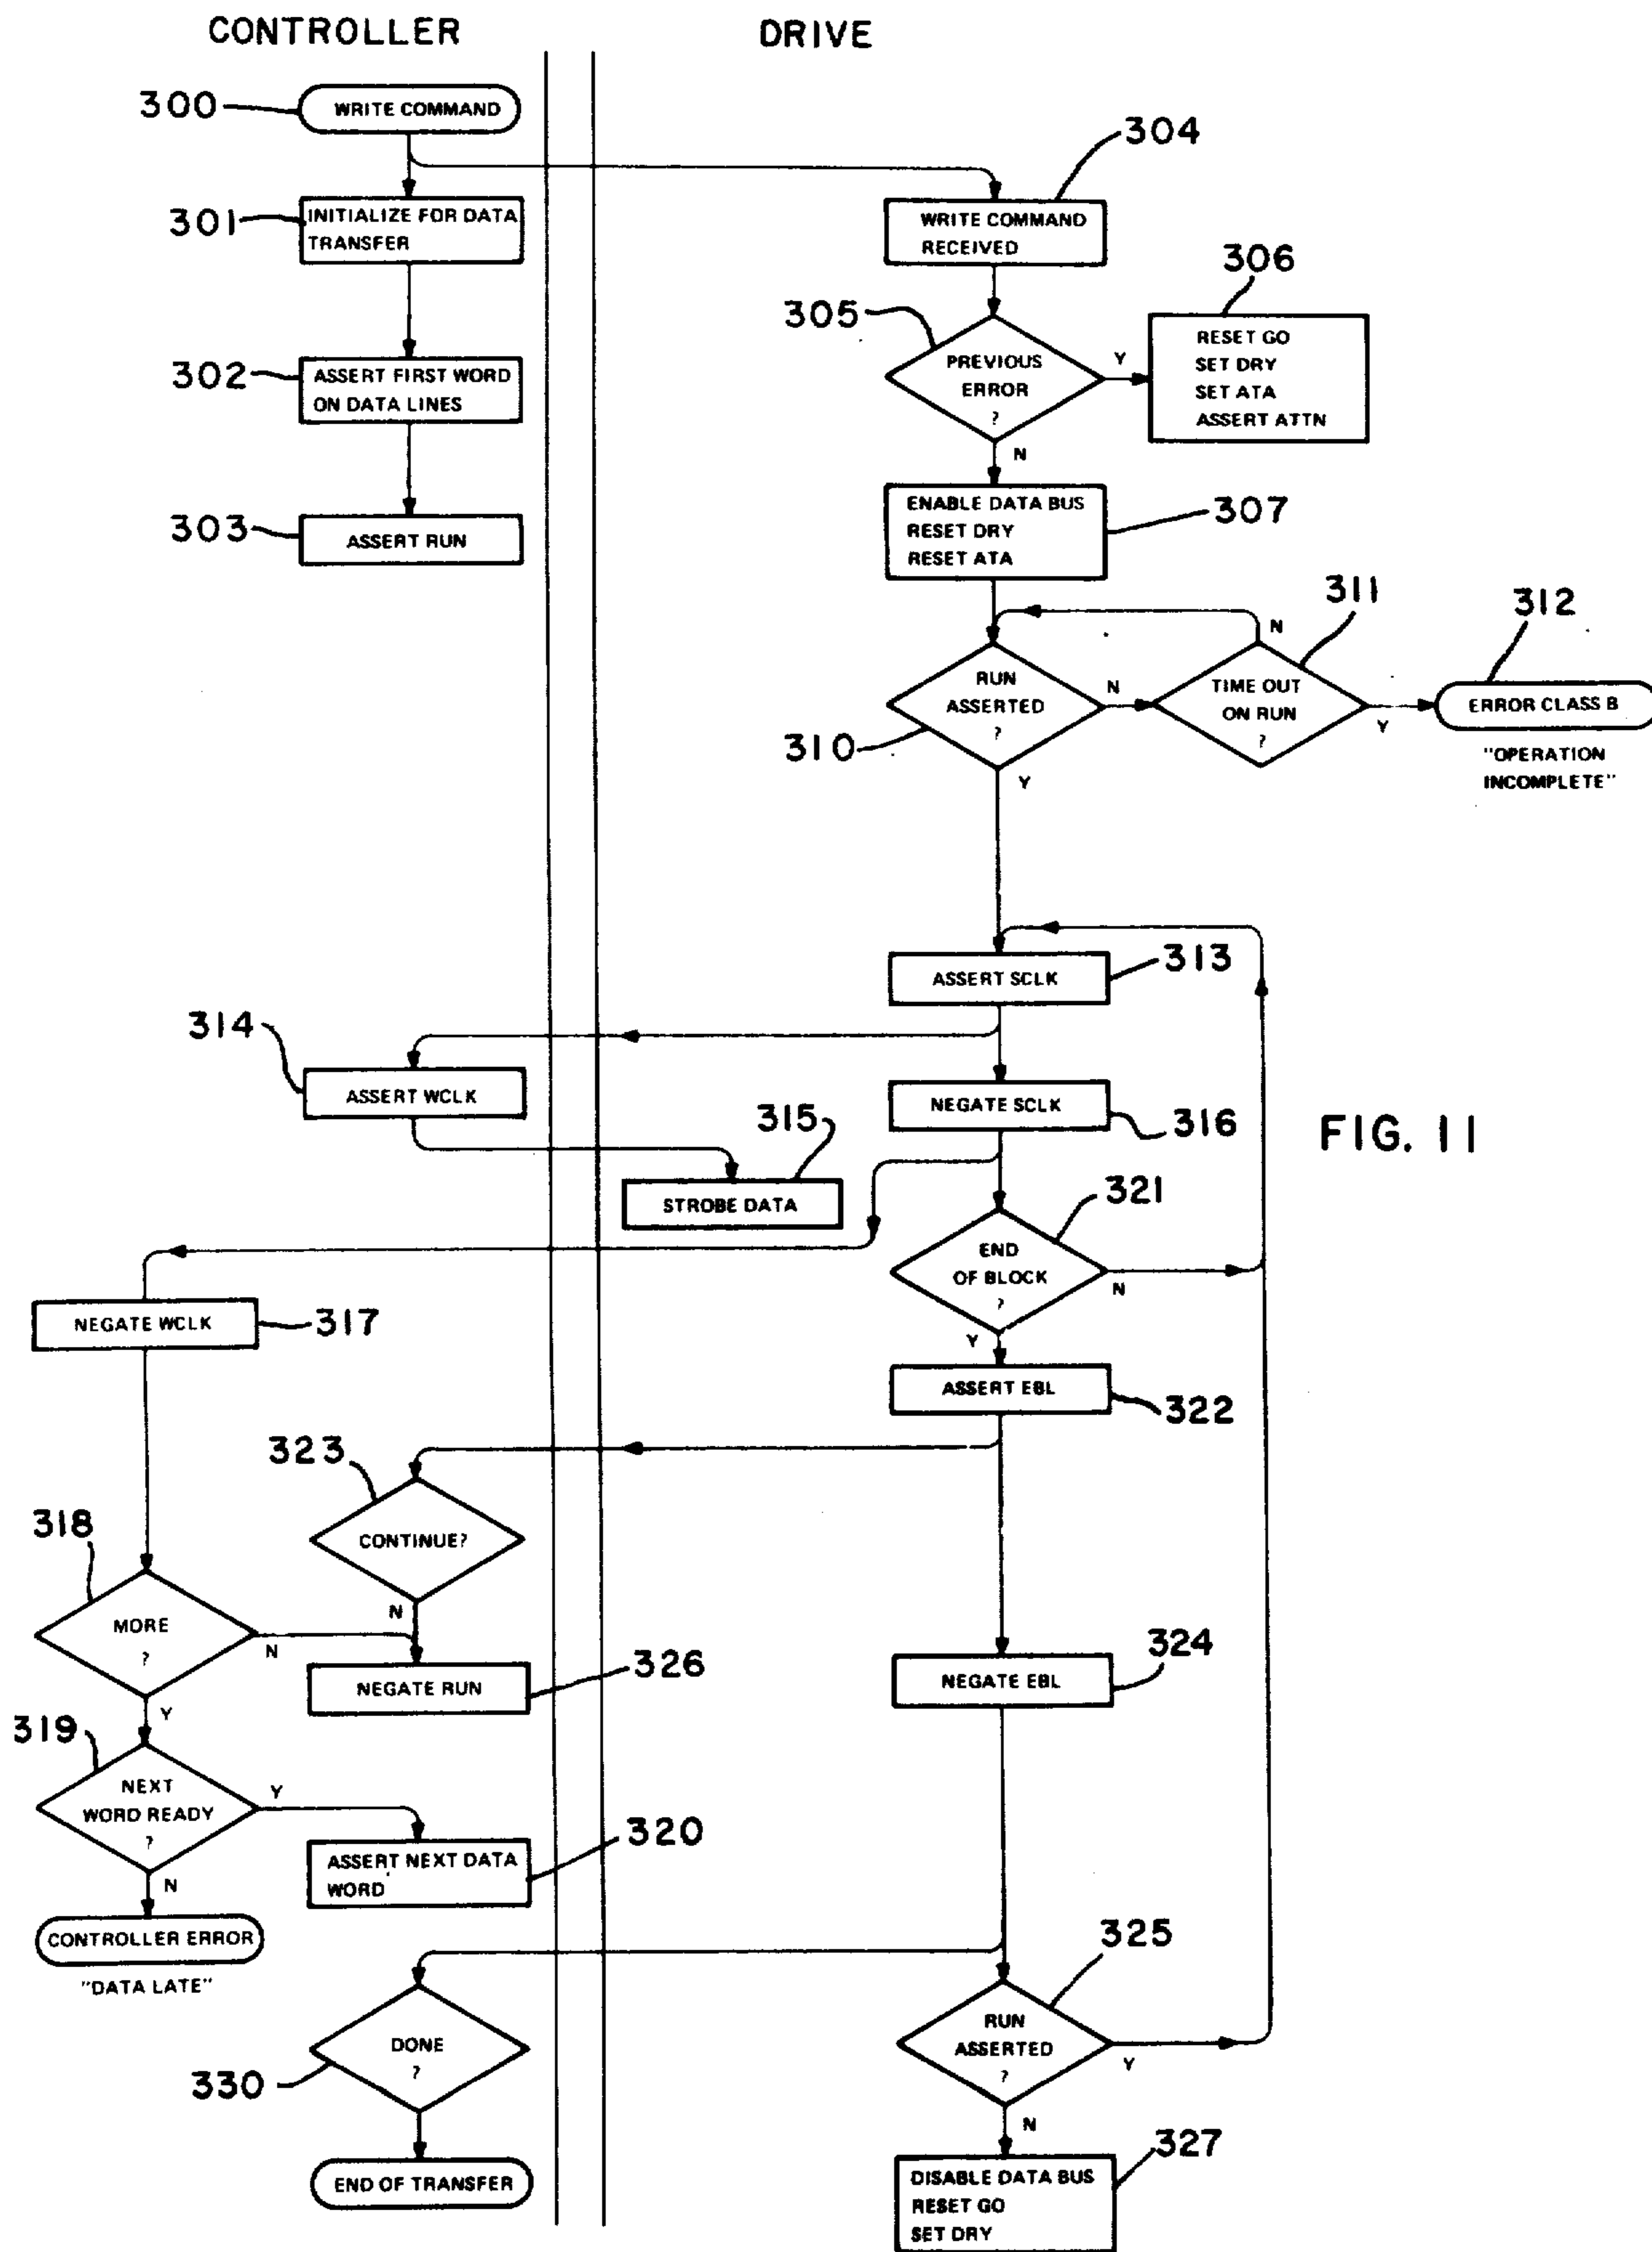 CONTROLLER
DRIVE
300
WRITE COMMAND
304
301
INITIALIZE FOR DATA
TRANSFER
WRITE COMMAND
RECEIVED
306
305
PREVIOUS
ERROR
?
Y
N
RESET GO
SET DRY
SET ATA
ASSERT ATTN
302
ASSERT FIRST WORD
ON DATA LINES
303
ASSERT RUN
ENABLE DATA BUS
RESET DRY
RESET ATA
307
311
312
310
RUN
ASSERTED
?
N
Y
TIME OUT
ON RUN
?
N
Y
ERROR CLASS B
"OPERATION
INCOMPLETE"
ASSERT SCLK
313
314
ASSERT WCLK
NEGATE SCLK
316
315
STROBE DATA
FIG. 11
321
END
OF BLOCK
?
N
Y
NEGATE WCLK
317
ASSERT EBL
322
323
CONTINUE?
N
318
MORE
?
N
Y
NEGATE RUN
326
NEGATE EBL
324
319
NEXT
WORD READY
?
Y
N
ASSERT NEXT DATA
WORD
320
CONTROLLER ERROR
"DATA LATE"
325
RUN
ASSERTED
?
Y
N
DONE
?
330
END OF TRANSFER
327
DISABLE DATA BUS
RESET GO
SET DRY